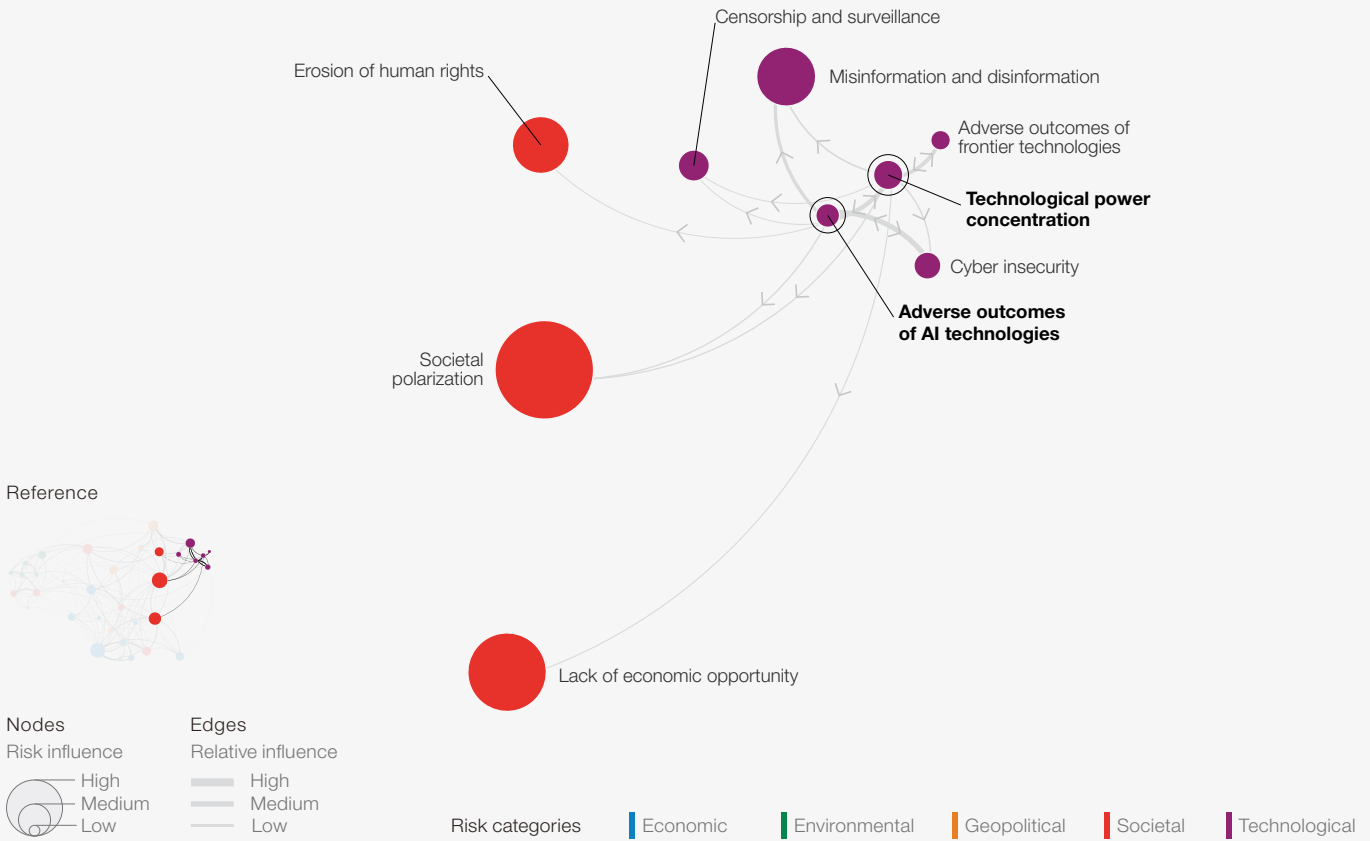 Censorship and surveillance
Erosion of human rights
Misinformation and disinformation
Adverse outcomes of
frontier technologies
Technological power
concentration
Cyber insecurity
Adverse outcomes
of AI technologies
Societal
polarization
Reference
Lack of economic opportunity
Nodes
Risk influence
High
Medium
Low
Edges
Relative influence
High
Medium
Low
Risk categories
Economic
Environmental
Geopolitical
Societal
Technological